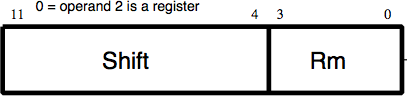 0 = operand 2 is a register
11 4 3 0
Shift Rm